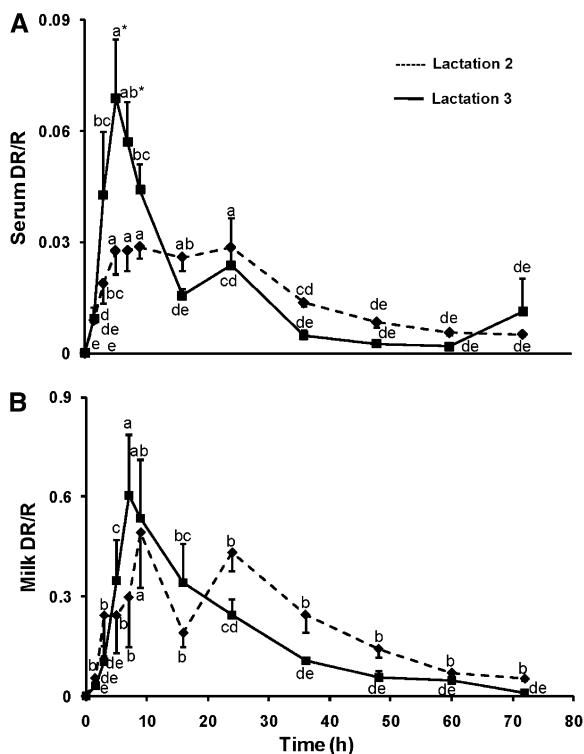 A
0.09
a*
ab*
Lactation 2
Lactation 3
bc
bc
0.06
Serum DR/R
a
a
a
ab
a
0.03
bc
d
de
cd
cd
de
de
de
de
de
de
de
de
de
0
e
e
B
0.9
a
ab
c
bc
0.6
b
b
b
b
b
b
Milk DR/R
0.3
b
a
b
b
b
cd
de
de
e
de
de
de
de
0
0
10
20
30
40
50
60
70
80
Time (h)